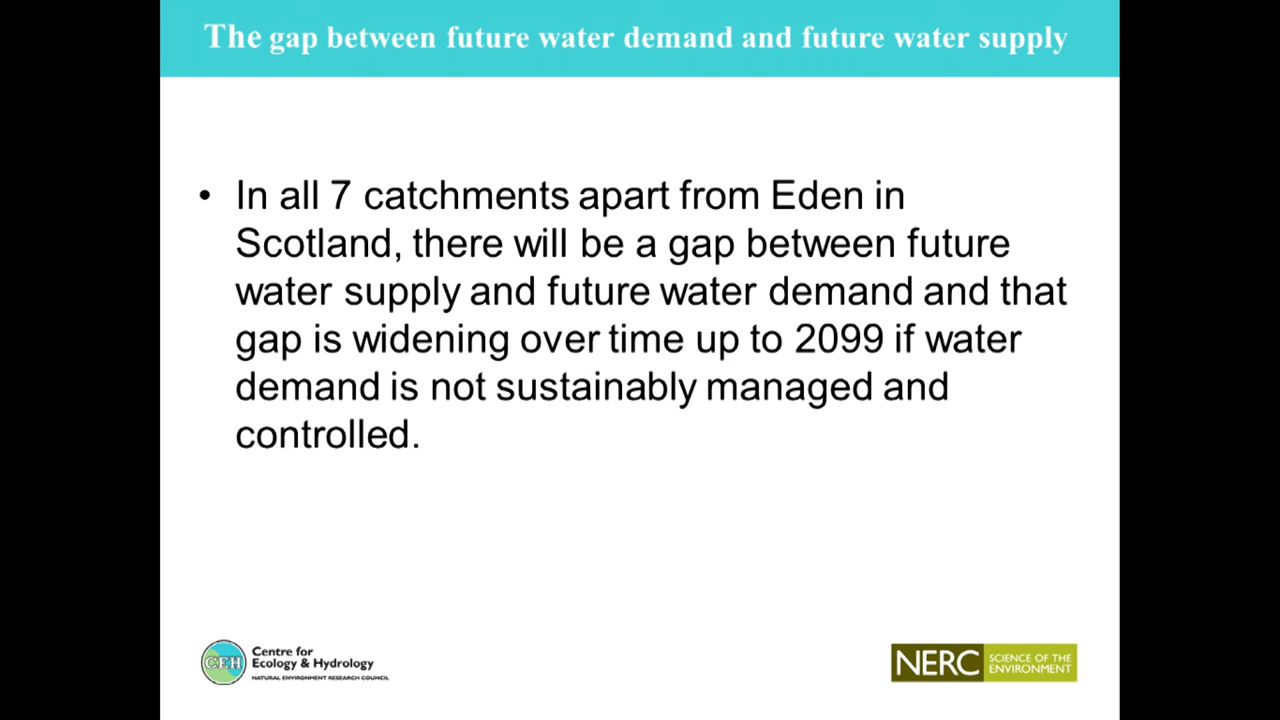 The gap between future water demand and future water supply
• In all 7 catchments apart from Eden in
Scotland, there will be a gap between future
water supply and future water demand and that
gap is widening over time up to 2099 if water
demand is not sustainably managed and
controlled.
CEH
Centre for
Ecology & Hydrology
NATURAL ENVIRONMENT RESEARCH COUNCIL
NERC
SCIENCE OF THE
ENVIRONMENT